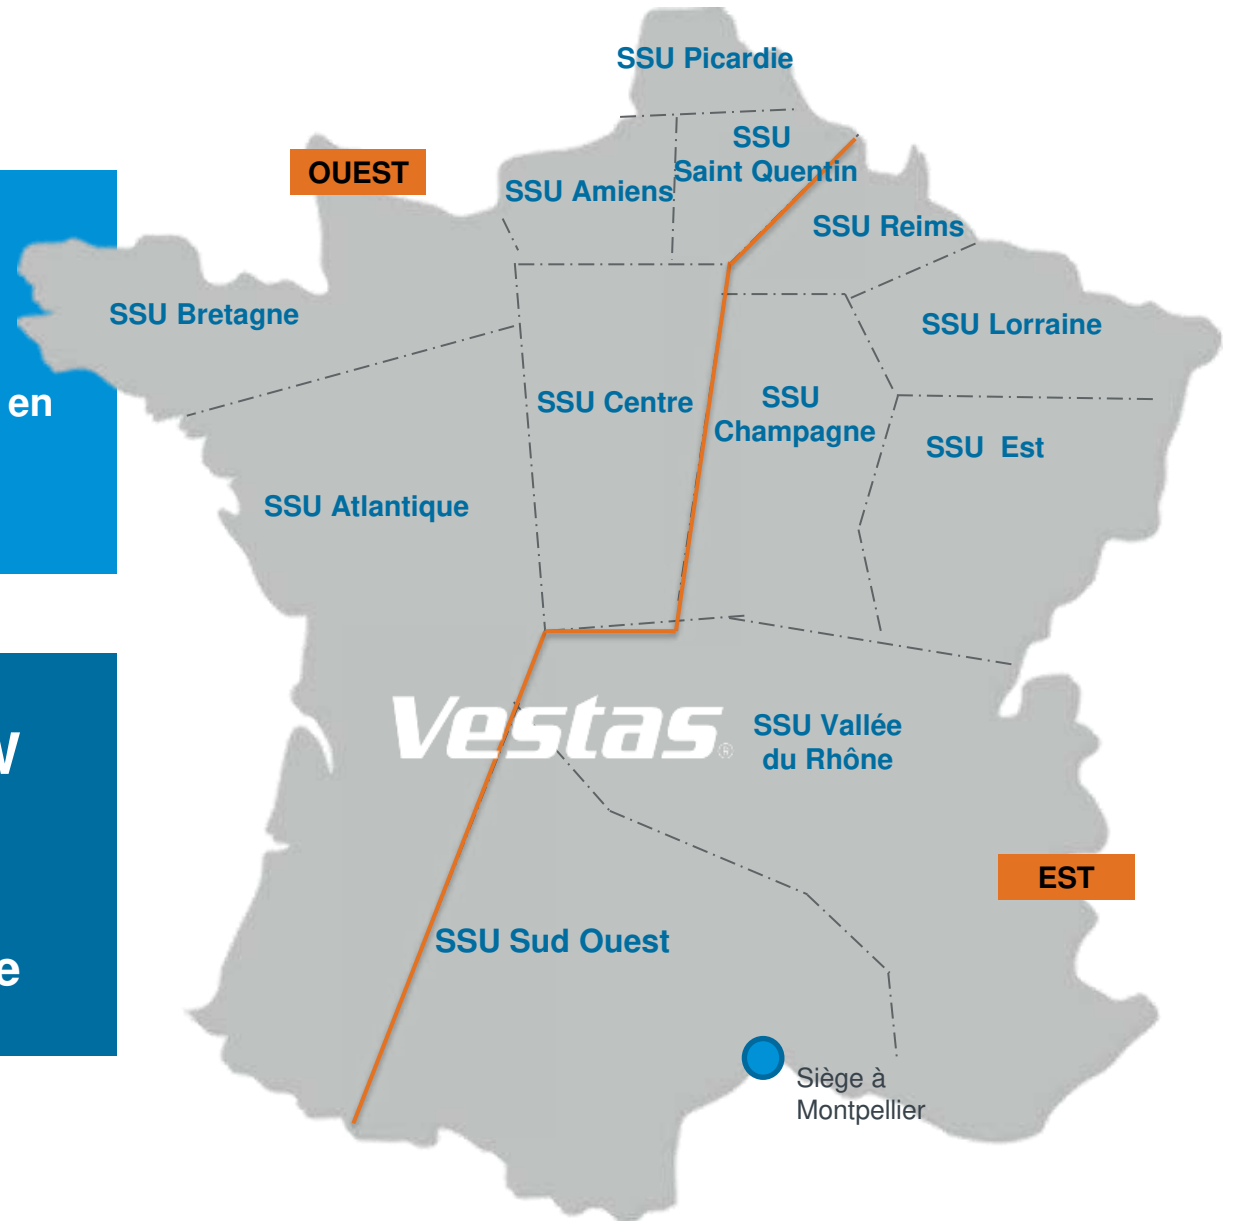 SSU Picardie
SSU
Saint Quentin
OUEST
SSU Amiens
SSU Reims
SSU Bretagne
SSU Lorraine
en
SSU Centre
SSU
Champagne
SSU  Est
SSU Atlantique
W
Vestas®
SSU Vallée
du Rhône
EST
SSU Sud Ouest
e
Siège à
Montpellier